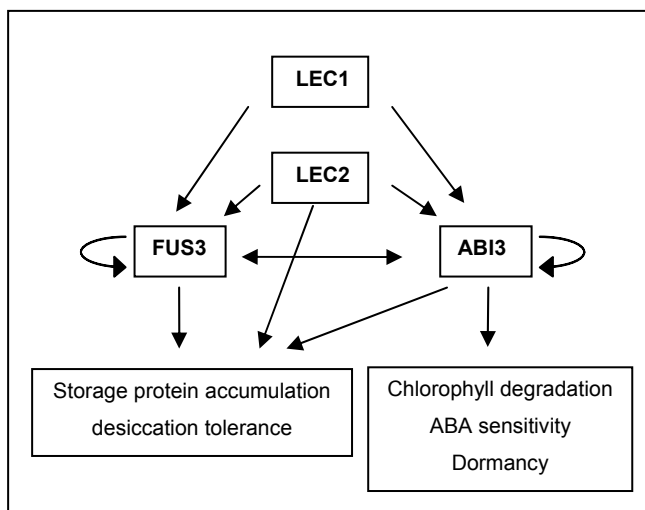 LEC1
LEC2
FUS3
ABI3
Storage protein accumulation
desiccation tolerance
Chlorophyll degradation
ABA sensitivity
Dormancy